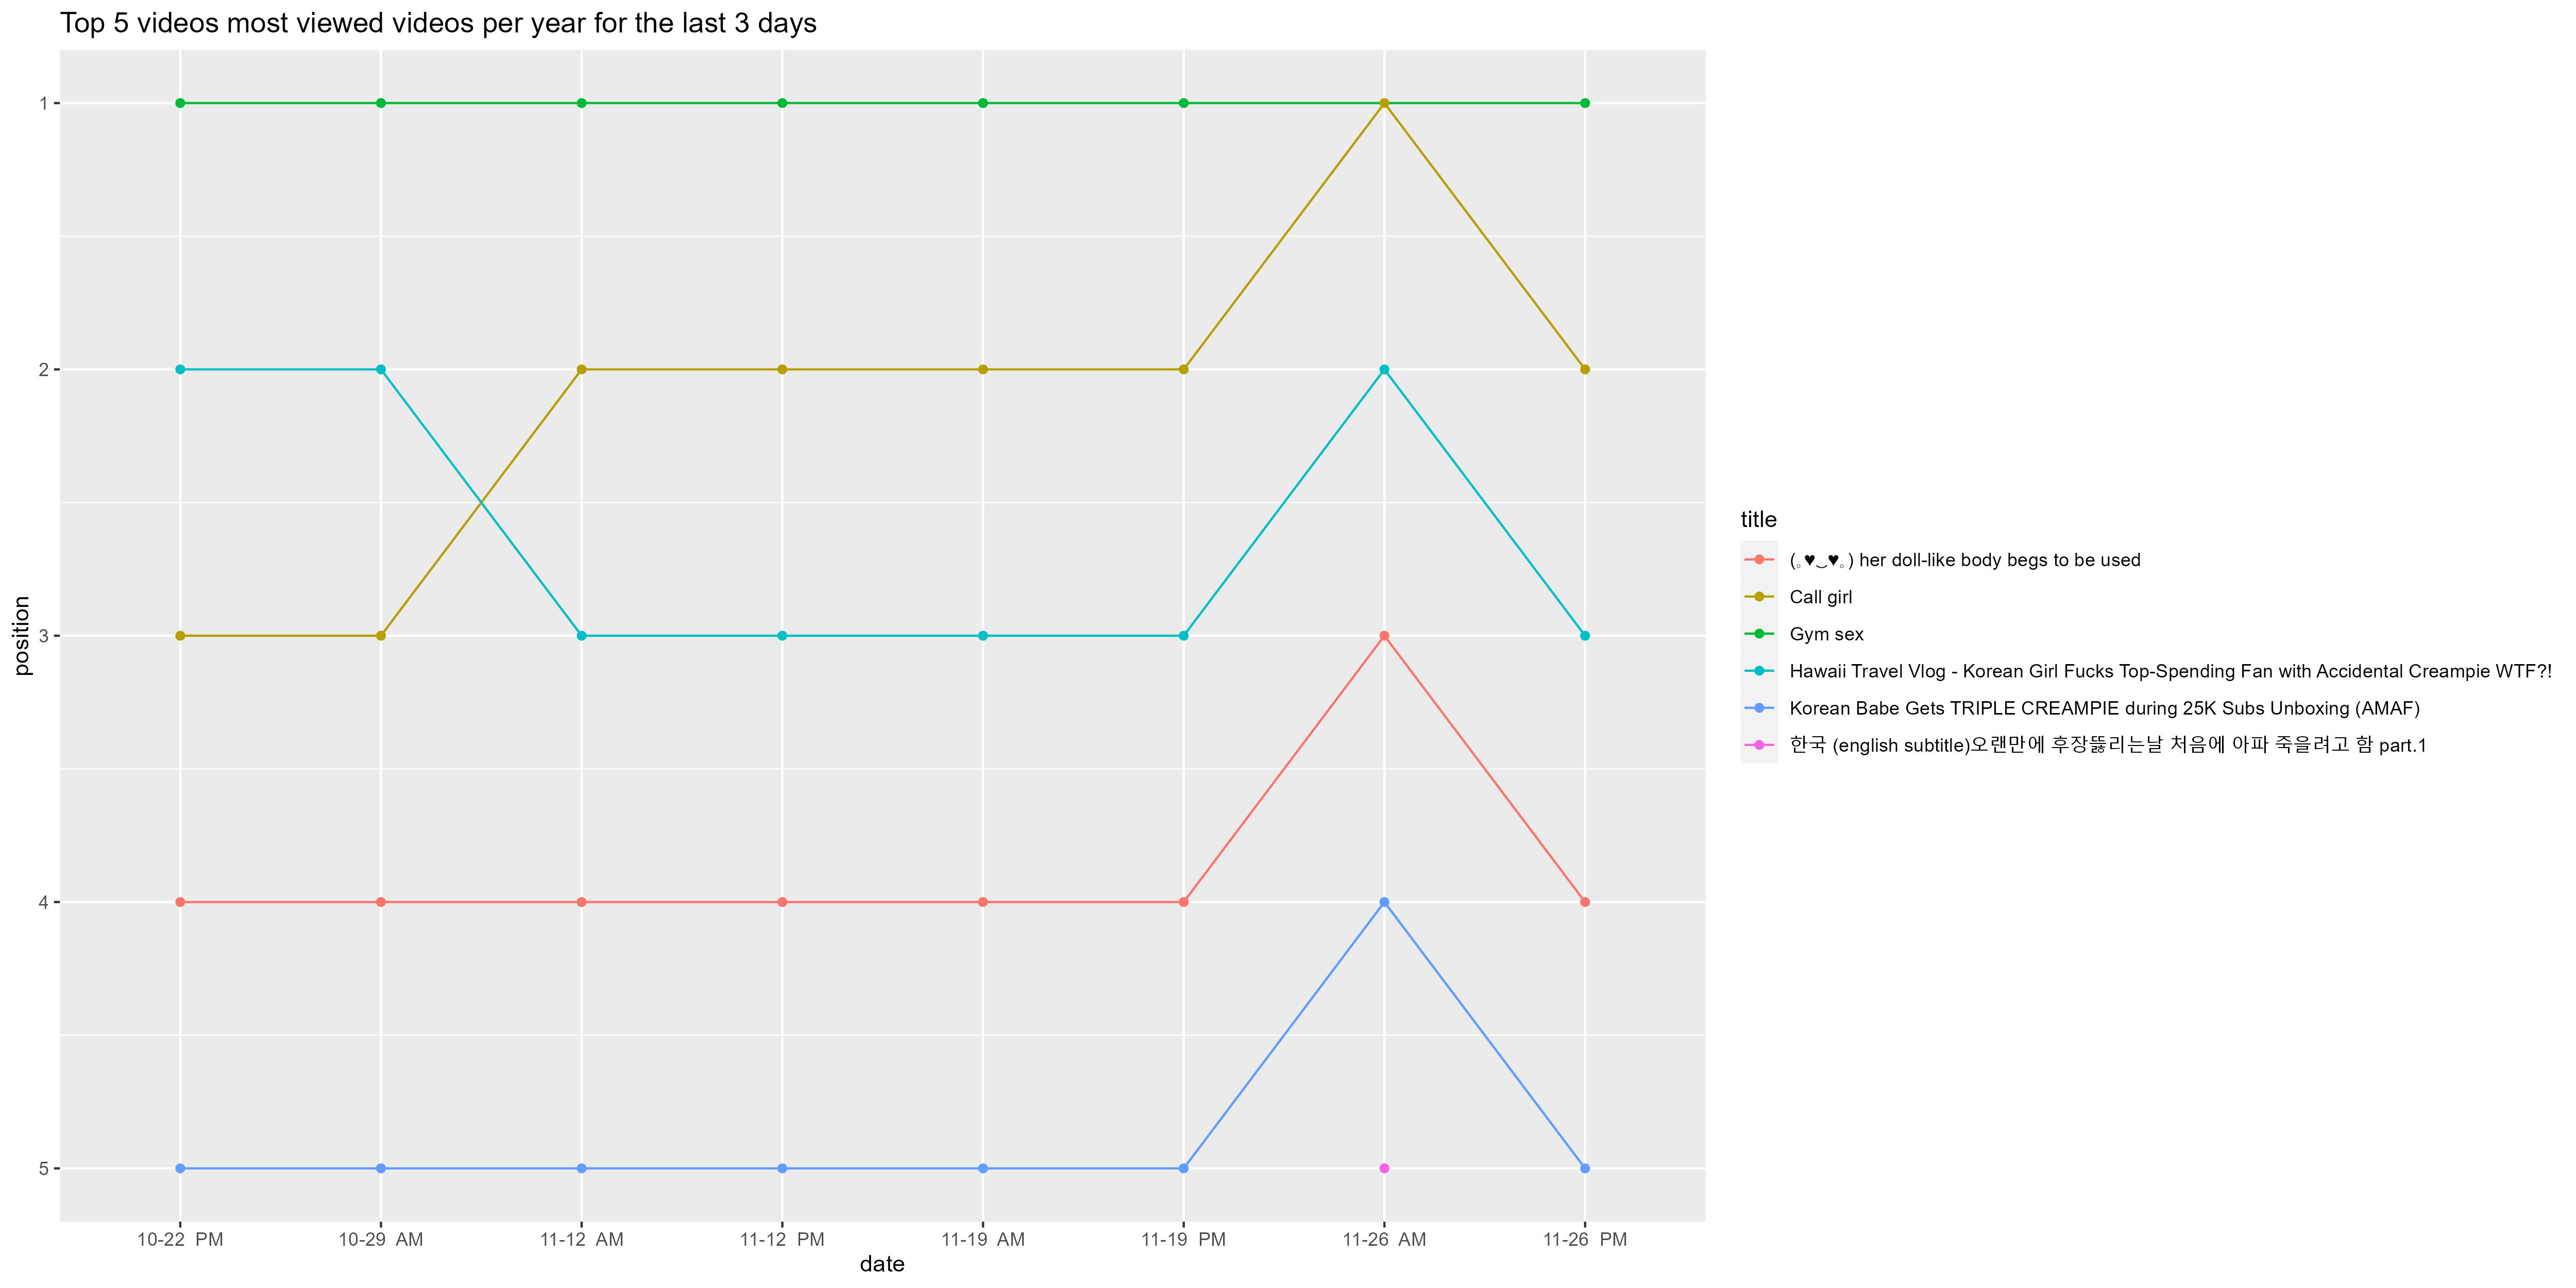 Top 5 videos most viewed videos per year for the last 3 days
position
1
2
3
4
5
10-22 PM
10-29 AM
11-12 AM
11-12 PM
11-19 AM
11-19 PM
11-26 AM
11-26 PM
date
title
(｡♥‿♥｡) her doll-like body begs to be used
Call girl
Gym sex
Hawaii Travel Vlog - Korean Girl Fucks Top-Spending Fan with Accidental Creampie WTF?!
Korean Babe Gets TRIPLE CREAMPIE during 25K Subs Unboxing (AMAF)
한국 (english subtitle)오랜만에 후장뚫리는날 처음에 아파 죽을려고 함 part.1